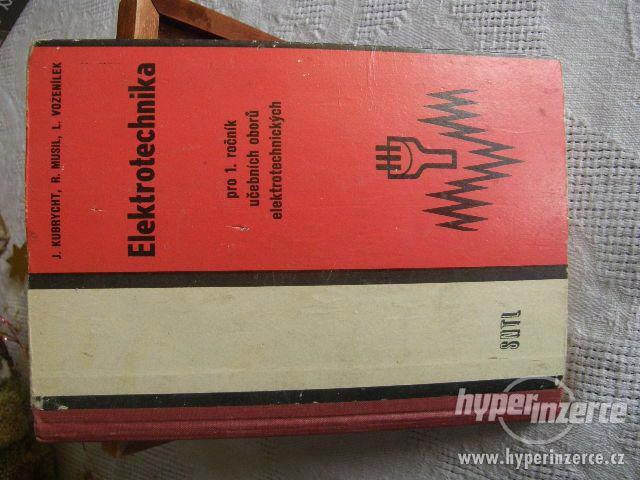 J. KUBRYCHT, R. MUSIL, L. VOZENÍLEK
Elektrotechnika
pro 1. ročník
učebních oborů
elektrotechnických
SNTL
hyperinzerce
www.hyperinzerce.cz